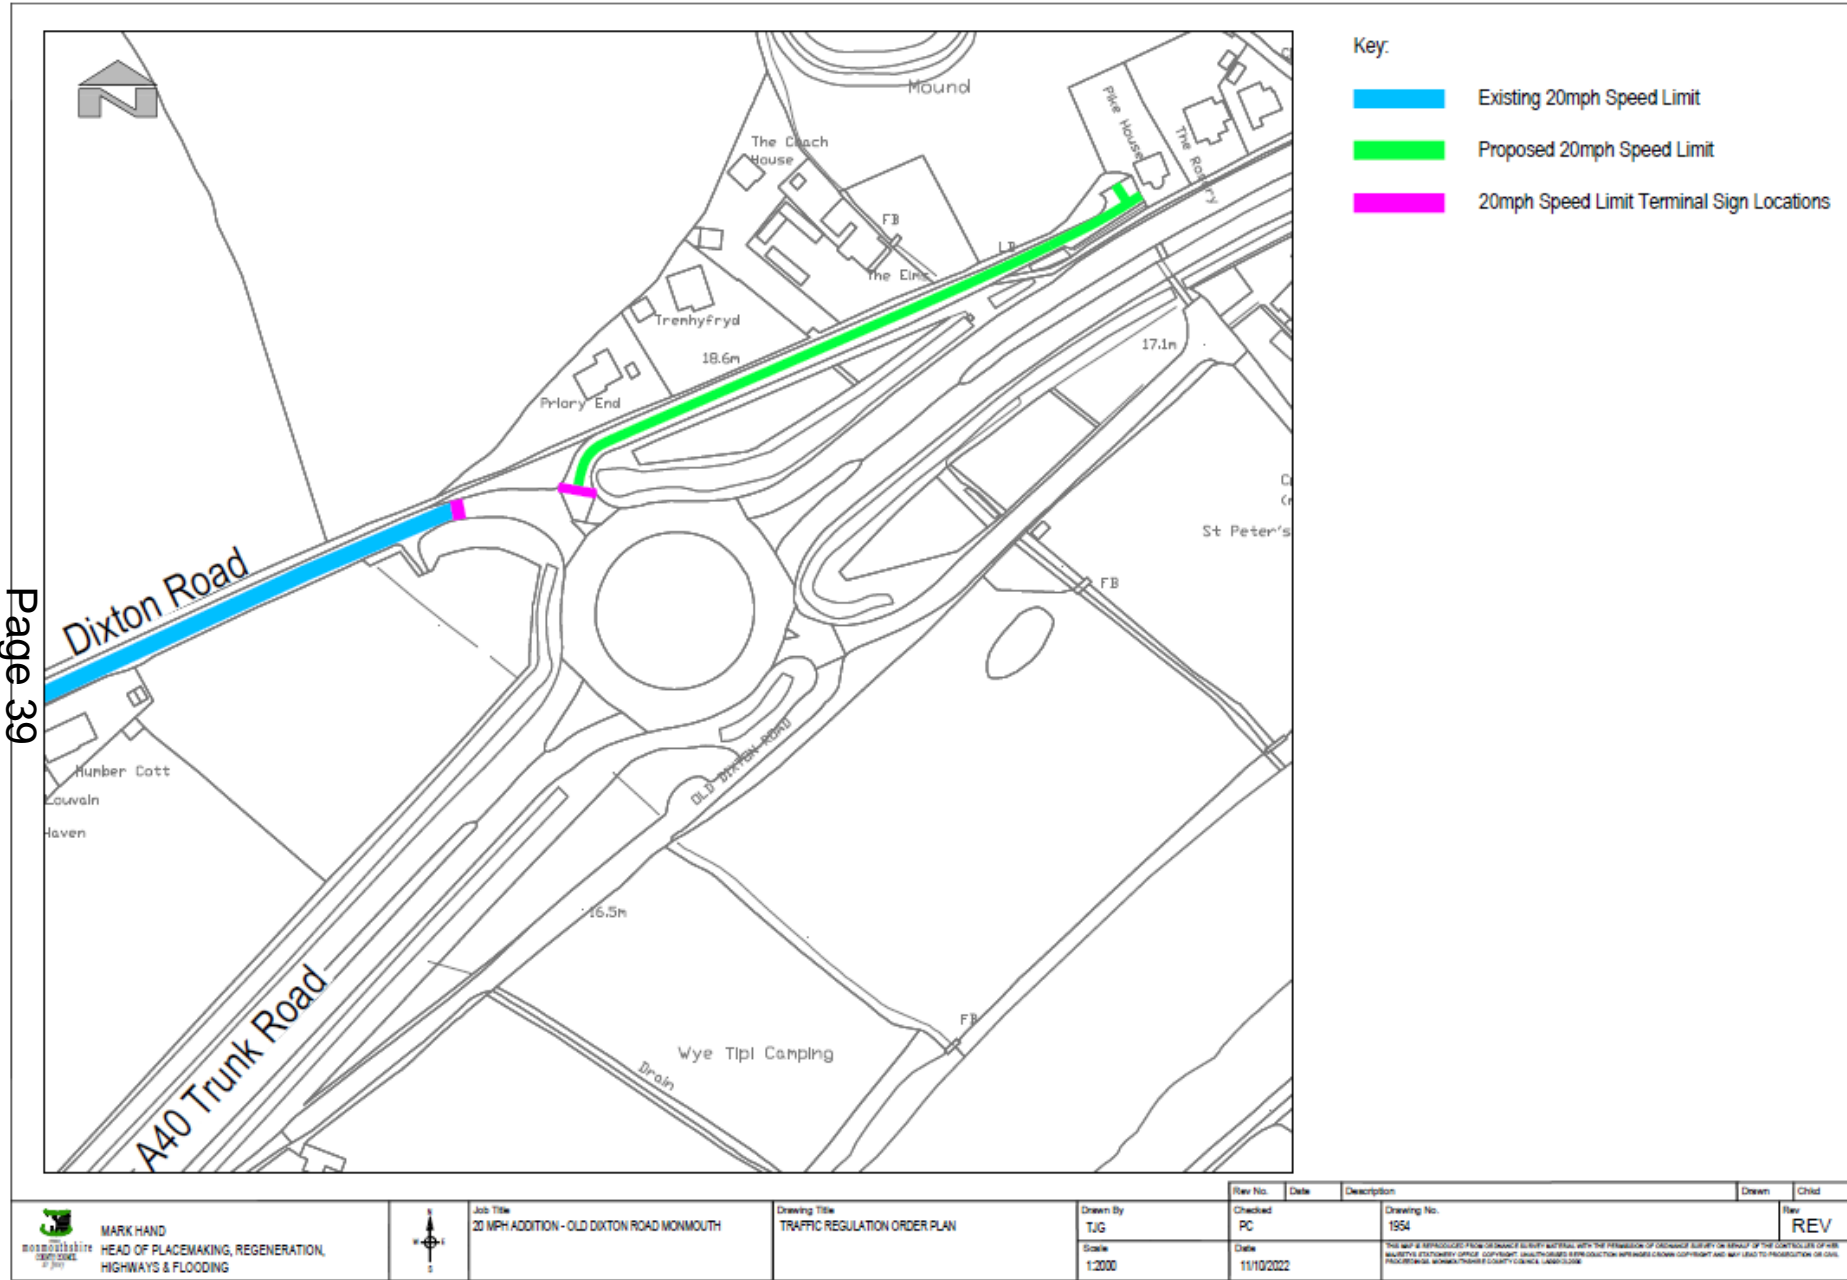 Key:
Existing 20mph Speed Limit
Proposed 20mph Speed Limit
20mph Speed Limit Terminal Sign Locations
Mound
Pike House
The Rosary
The Coach
House
FB
LB
The Elms
Tremhyfryd
18.6m
17.1m
Priory End
St Peter's
FB
Dixton Road
Page 39
Humber Cott
Louvain
Haven
OLD DIXTON ROAD
16.5m
A40 Trunk Road
FB
Wye Tipi Camping
Drain
Rev No.
Date
Description
Drawn
Chkd
monmouthshire
MARK HAND
HEAD OF PLACEMAKING, REGENERATION,
HIGHWAYS & FLOODING
N
W
E
S
Job Title
20 MPH ADDITION - OLD DIXTON ROAD MONMOUTH
Drawing Title
TRAFFIC REGULATION ORDER PLAN
Drawn By
TJG
Scale
1:2000
Checked
PC
Date
11/10/2022
Drawing No.
1954
Rev
REV